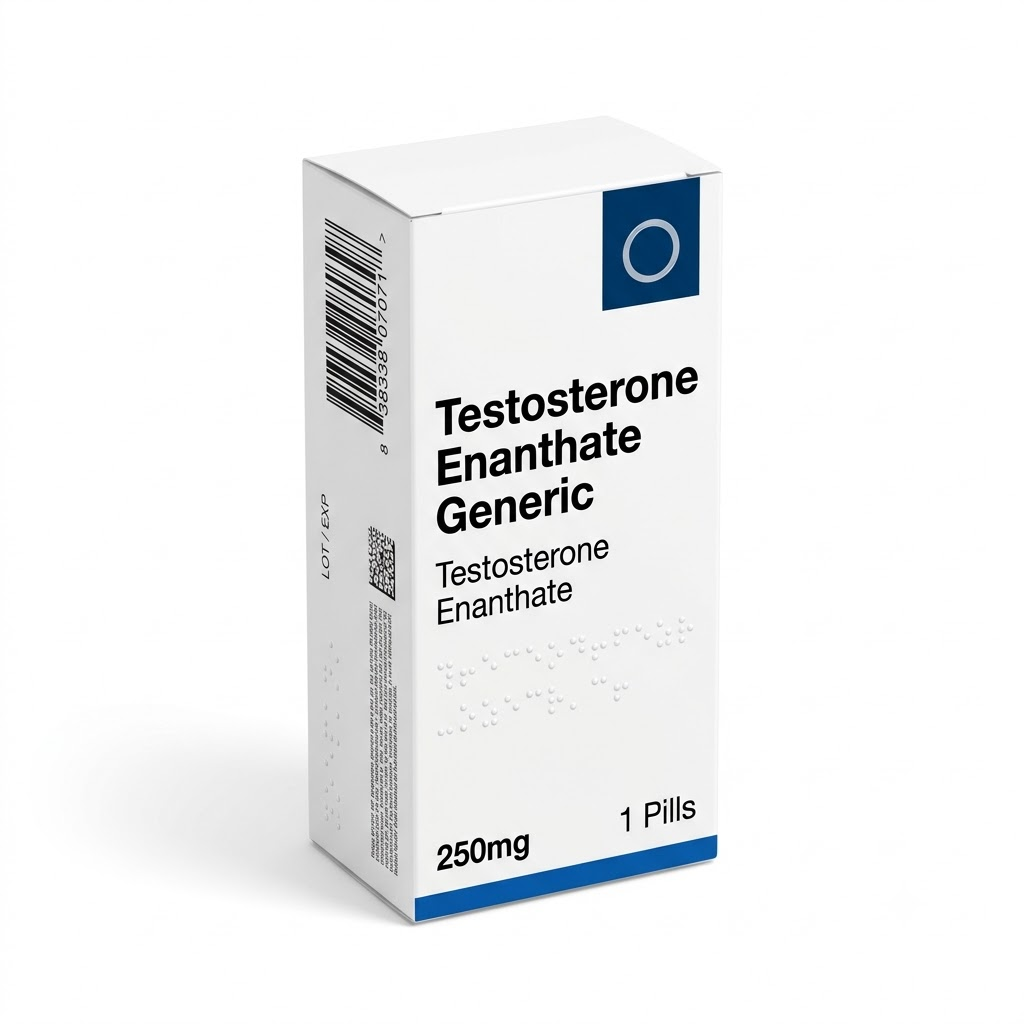 Testosterone
Enanthate
Generic
Testosterone
Enanthate
250mg
1 Pills
8 38338 07071 >
LOT / EXP